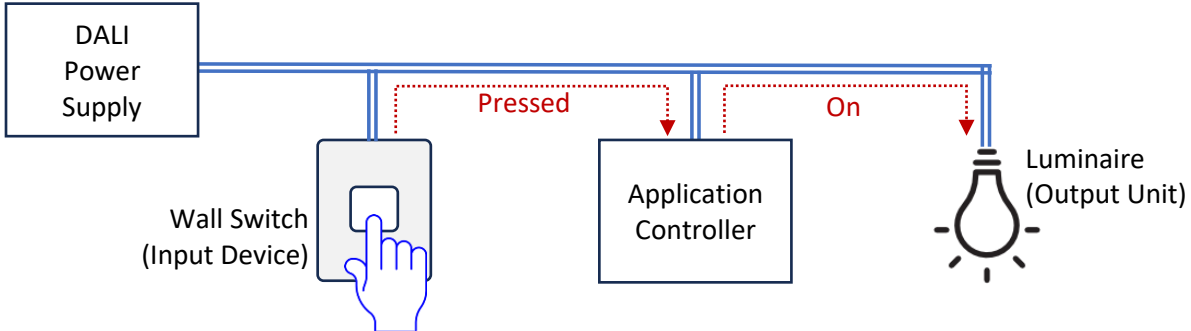 DALI
Power
Supply
Pressed
On
Wall Switch
(Input Device)
Application
Controller
Luminaire
(Output Unit)